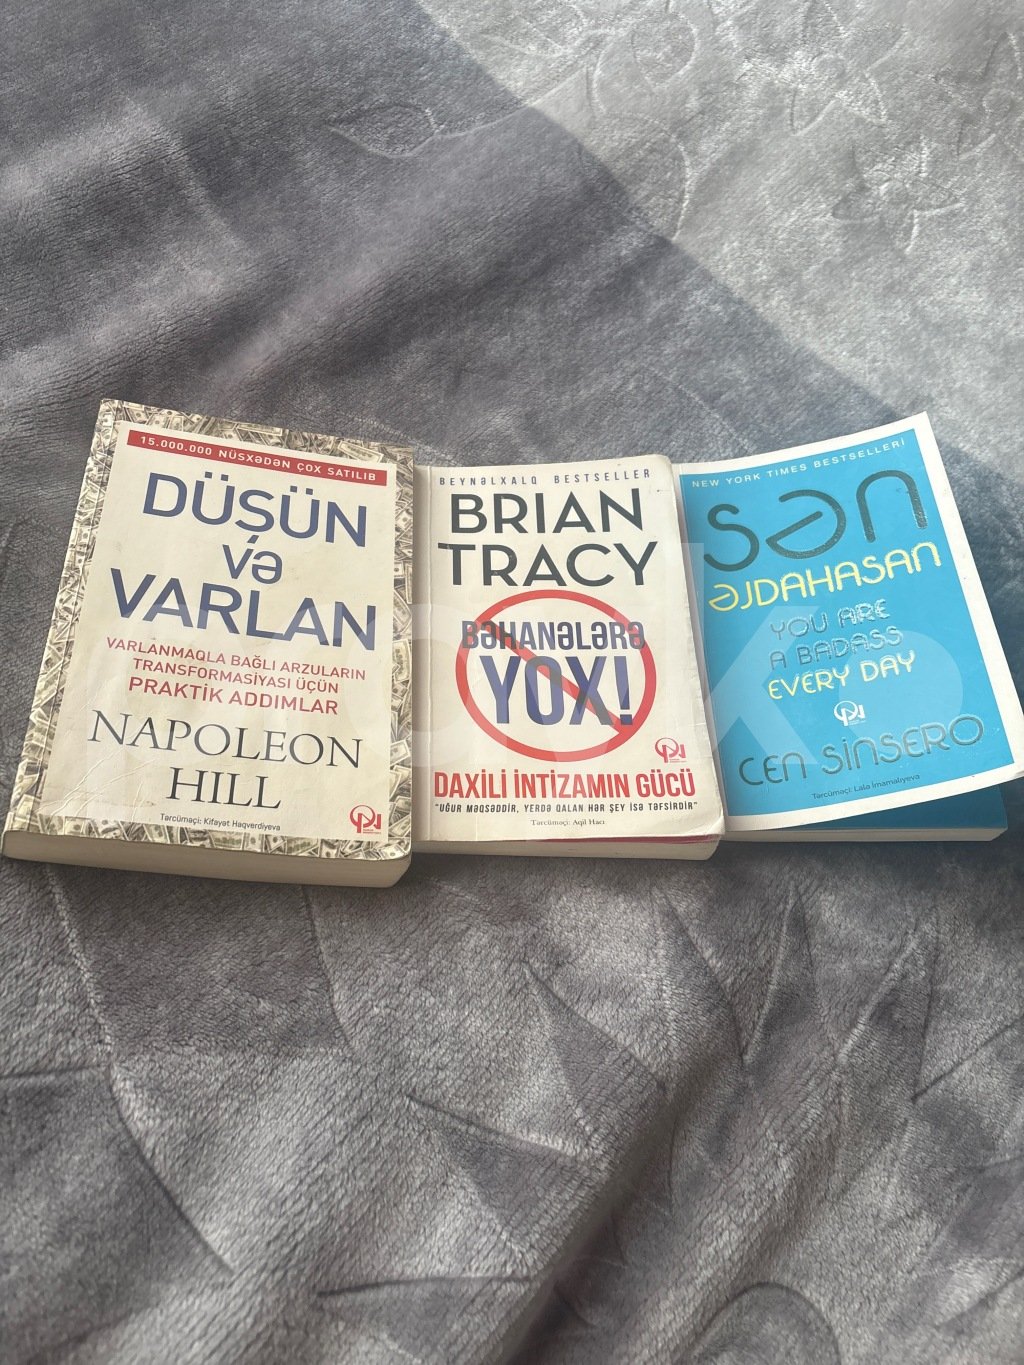 15.000.000 NÜSXƏDƏN ÇOX SATILIB
DÜŞÜN
və
VARLAN
VARLANMAQLA BAĞLI ARZULARIN
TRANSFORMASİYASI ÜÇÜN
PRAKTİK ADDIMLAR
NAPOLEON
HILL
Tərcüməçi: Kifayət Haqverdiyeva
BEYNƏLXALQ BESTSELLER
BRIAN
TRACY
BƏHANƏLƏRƏ
YOX!
DAXİLİ İNTİZAMIN GÜCÜ
"UĞUR MƏQSƏDDİR, YERDƏ QALAN HƏR ŞEY İSƏ TƏFSİRDİR"
Tərcüməçi: Aqil Hacı
NEW YORK TIMES BESTSELLERİ
SƏN
ƏJDAHASAN
YOU ARE
A BADASS
EVERY DAY
CEN SİNSERO
Tərcüməçi: Lalə İmaməliyeva